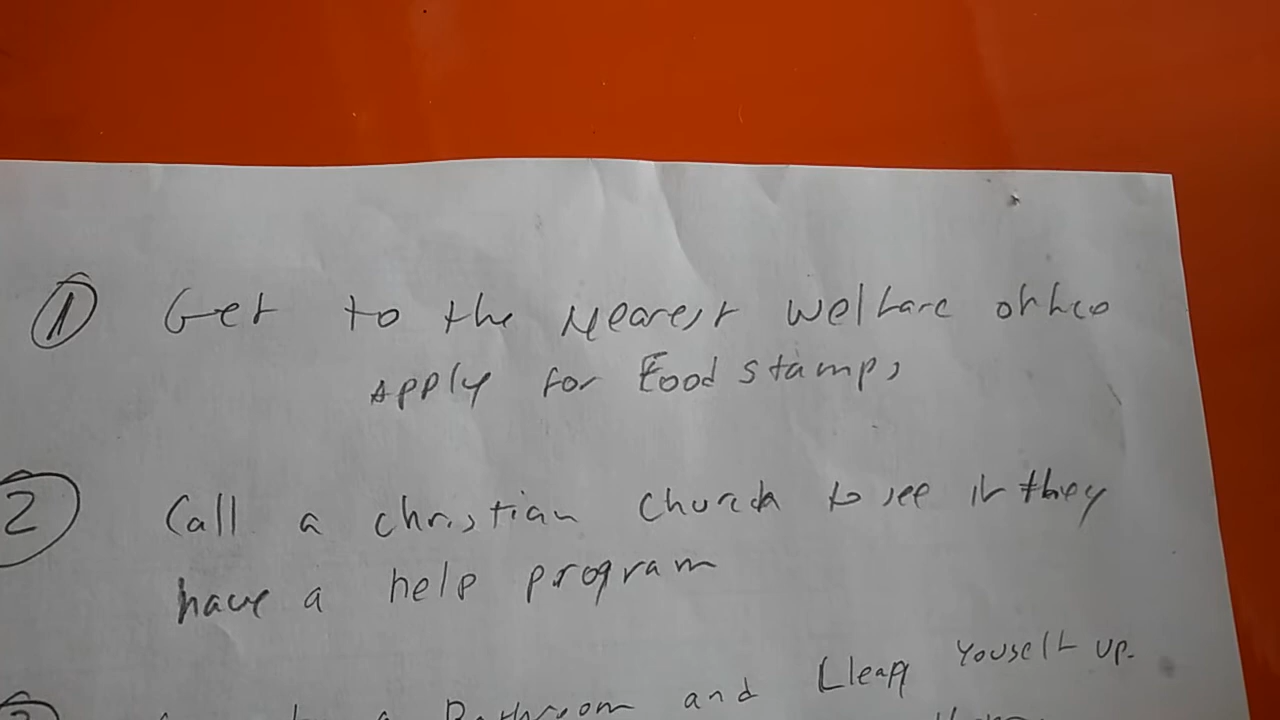 1 Get to the Nearest welfare office
Apply for Food stamps
2 Call a christian church to see if they
have a help program
a Bathroom and Clean Youself up.